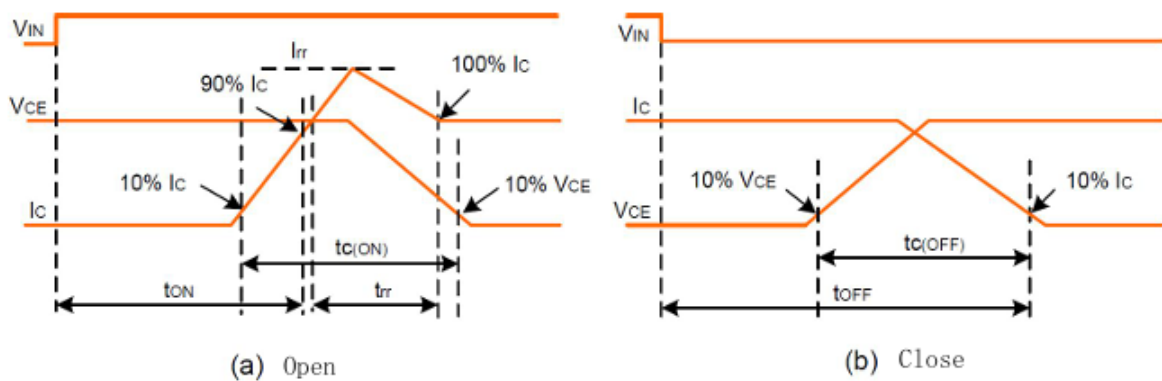 VIN
Irr
90% IC
100% IC
VCE
10% IC
10% VCE
IC
tC(ON)
tON
trr
(a) Open
VIN
IC
10% VCE
10% IC
VCE
tC(OFF)
tOFF
(b) Close